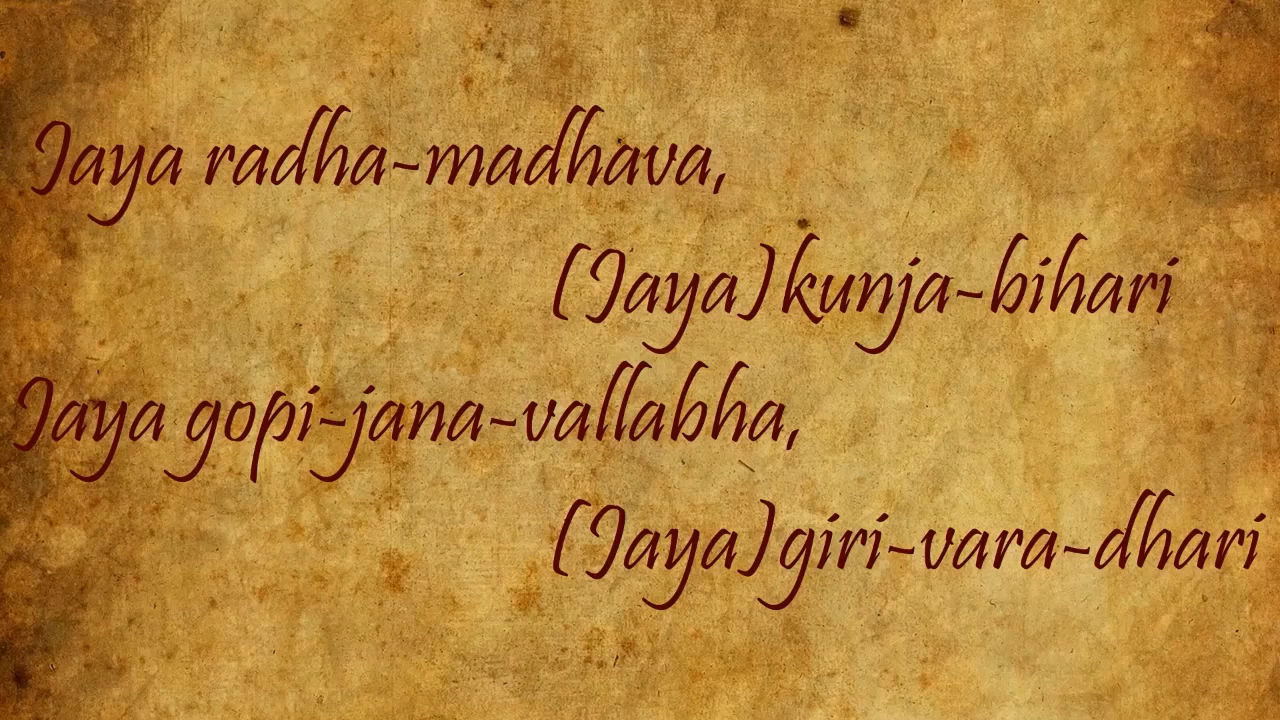 Jaya radha-madhava,
(Jaya)kunja-bihari
Jaya gopi-jana-vallabha,
(Jaya)giri-vara-dhari